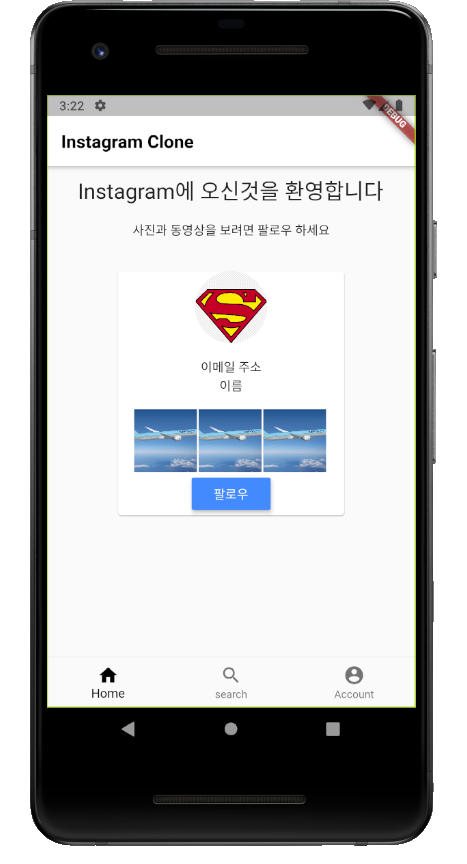 3:22
DEBUG
Instagram Clone
Instagram에 오신것을 환영합니다
사진과 동영상을 보려면 팔로우 하세요
이메일 주소
이름
팔로우
Home
search
Account